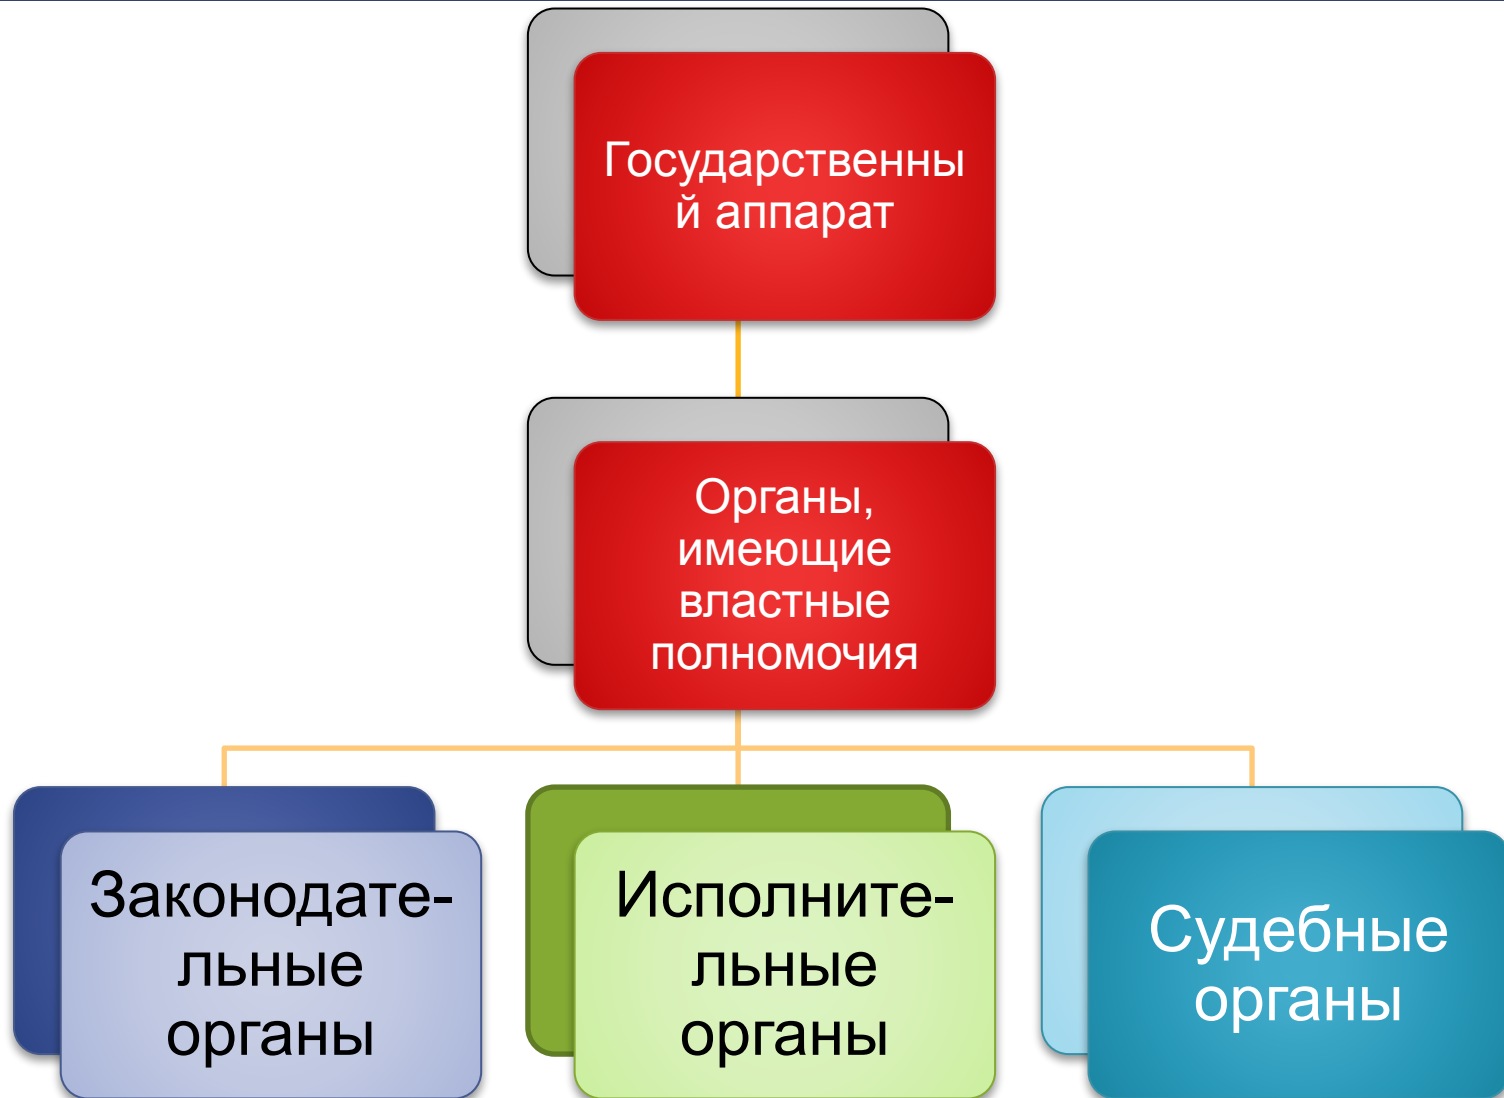 Государственны
й аппарат
Органы,
имеющие
властные
полномочия
Законодате-
льные
органы
Исполните-
льные
органы
Судебные
органы